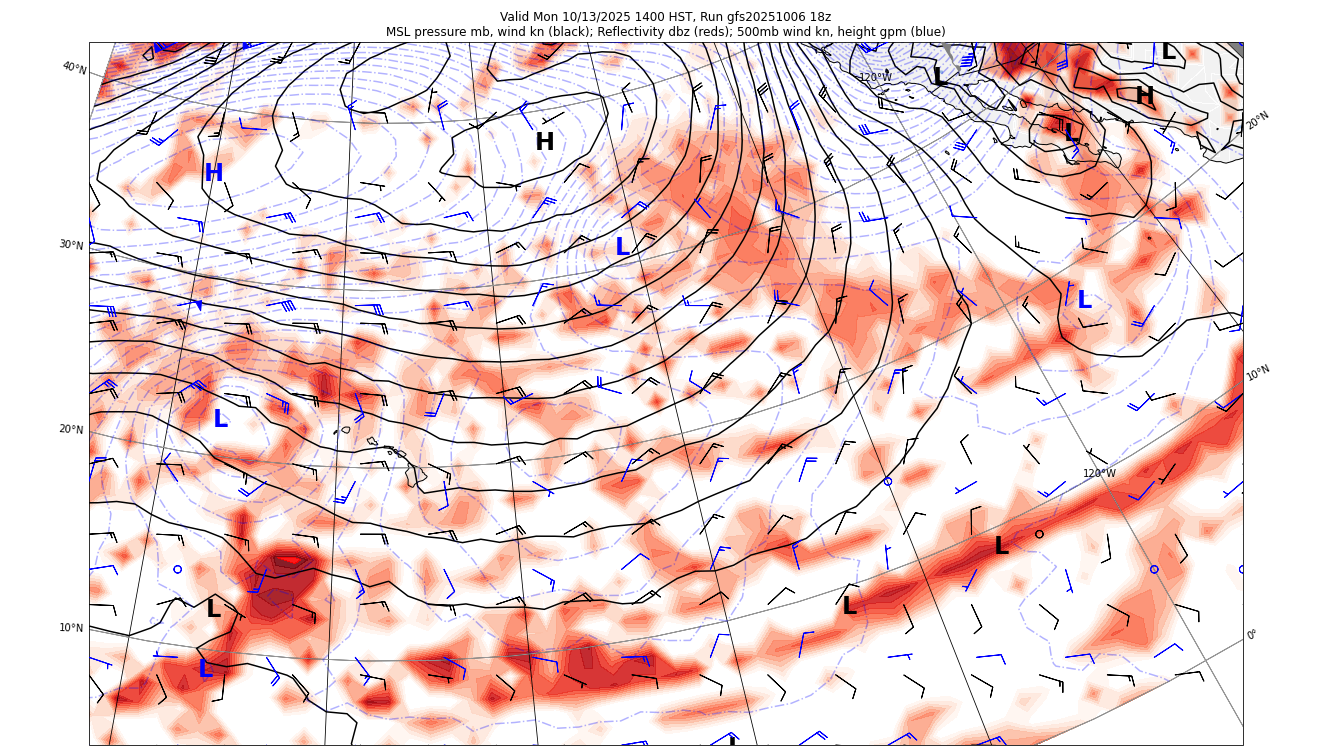 Valid Mon 10/13/2025 1400 HST, Run gfs20251006 18z
MSL pressure mb, wind kn (black); Reflectivity dbz (reds); 500mb wind kn, height gpm (blue)
40°N
120°W
L
L
H
20°N
H
L
H
30°N
L
L
10°N
L
20°N
120°W
L
L
L
10°N
0°
L
L